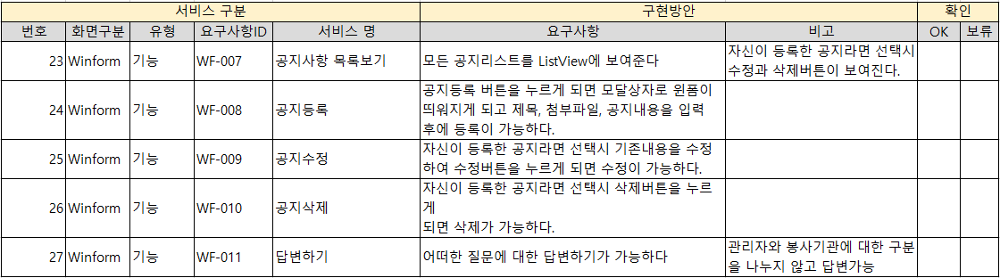 서비스 구분 구현방안 확인
번호 화면구분 유형 요구사항ID 서비스 명 요구사항 비고 OK 보류
23 Winform 기능 WF-007 공지사항 목록보기 모든 공지리스트를 ListView에 보여준다 자신이 등록한 공지라면 선택시
수정과 삭제버튼이 보여진다.
24 Winform 기능 WF-008 공지등록 공지등록 버튼을 누르게 되면 모달상자로 윈폼이
띄워지게 되고 제목, 첨부파일, 공지내용을 입력
후에 등록이 가능하다.
25 Winform 기능 WF-009 공지수정 자신이 등록한 공지라면 선택시 기존내용을 수정
하여 수정버튼을 누르게 되면 수정이 가능하다.
26 Winform 기능 WF-010 공지삭제 자신이 등록한 공지라면 선택시 삭제버튼을 누르
게
되면 삭제가 가능하다.
27 Winform 기능 WF-011 답변하기 어떠한 질문에 대한 답변하기가 가능하다 관리자와 봉사기관에 대한 구분
을 나누지 않고 답변가능